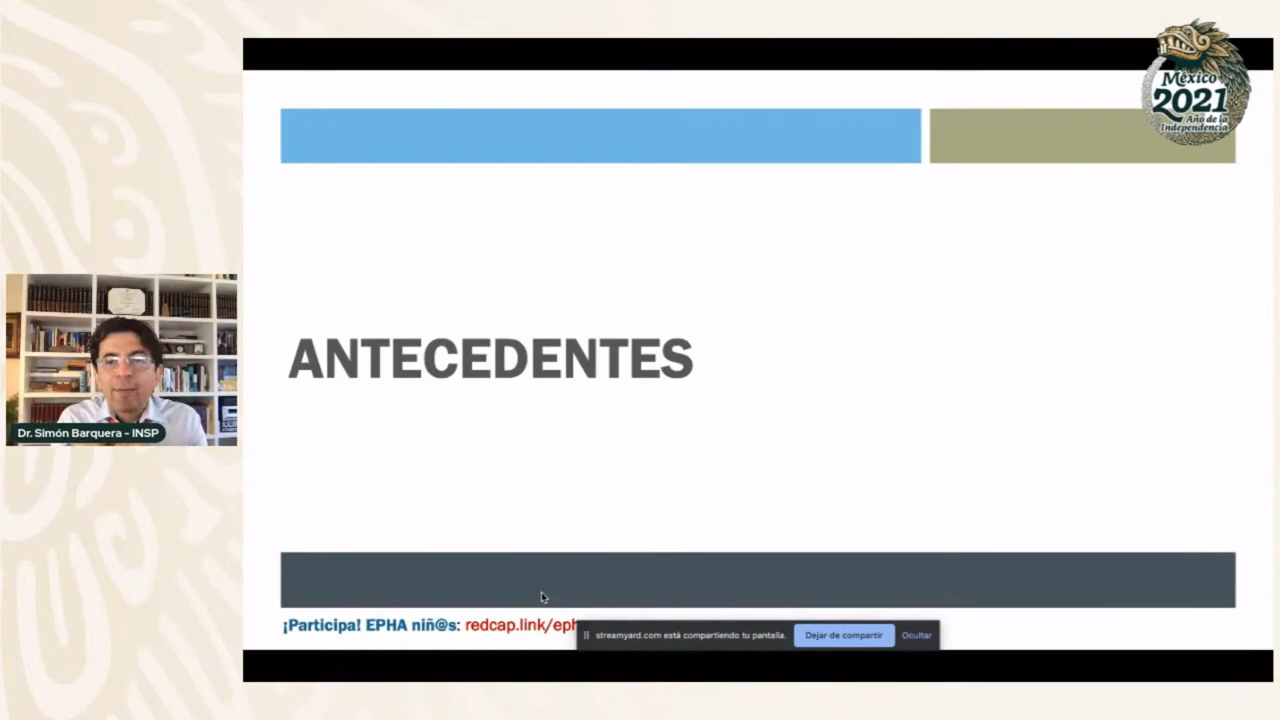 México
2021
Año de la
Independencia
ANTECEDENTES
Dr. Simón Barquera - INSP
¡Participa! EPHA niñ@s: redcap.link/eph
streamyard.com está compartiendo tu pantalla. Dejar de compartir Ocultar